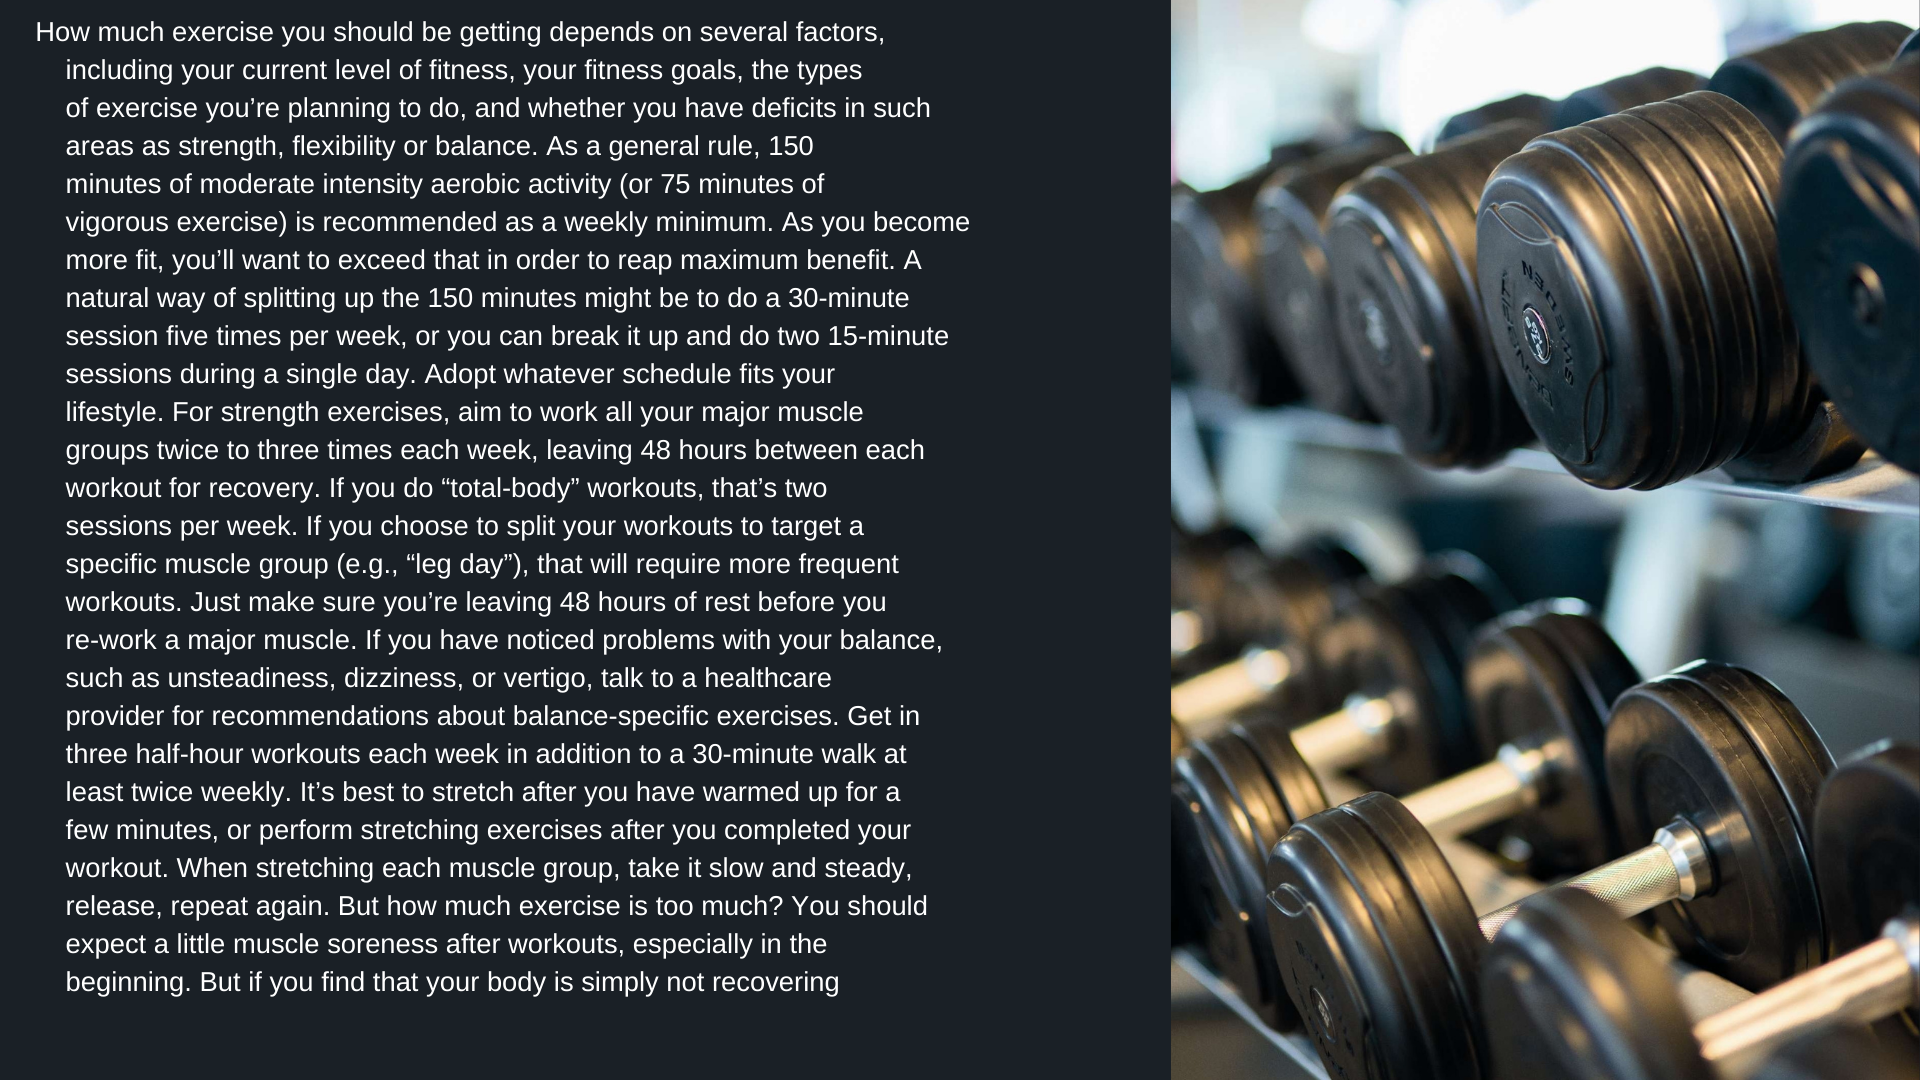 How much exercise you should be getting depends on several factors,
including your current level of fitness, your fitness goals, the types
of exercise you’re planning to do, and whether you have deficits in such
areas as strength, flexibility or balance. As a general rule, 150
minutes of moderate intensity aerobic activity (or 75 minutes of
vigorous exercise) is recommended as a weekly minimum. As you become
more fit, you’ll want to exceed that in order to reap maximum benefit. A
natural way of splitting up the 150 minutes might be to do a 30-minute
session five times per week, or you can break it up and do two 15-minute
sessions during a single day. Adopt whatever schedule fits your
lifestyle. For strength exercises, aim to work all your major muscle
groups twice to three times each week, leaving 48 hours between each
workout for recovery. If you do “total-body” workouts, that’s two
sessions per week. If you choose to split your workouts to target a
specific muscle group (e.g., “leg day”), that will require more frequent
workouts. Just make sure you’re leaving 48 hours of rest before you
re-work a major muscle. If you have noticed problems with your balance,
such as unsteadiness, dizziness, or vertigo, talk to a healthcare
provider for recommendations about balance-specific exercises. Get in
three half-hour workouts each week in addition to a 30-minute walk at
least twice weekly. It’s best to stretch after you have warmed up for a
few minutes, or perform stretching exercises after you completed your
workout. When stretching each muscle group, take it slow and steady,
release, repeat again. But how much exercise is too much? You should
expect a little muscle soreness after workouts, especially in the
beginning. But if you find that your body is simply not recovering